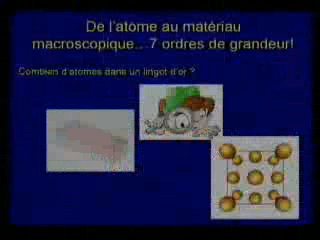 De l'atome au matériau
macroscopique...7 ordres de grandeur!
Combien d'atomes dans un lingot d'or ?